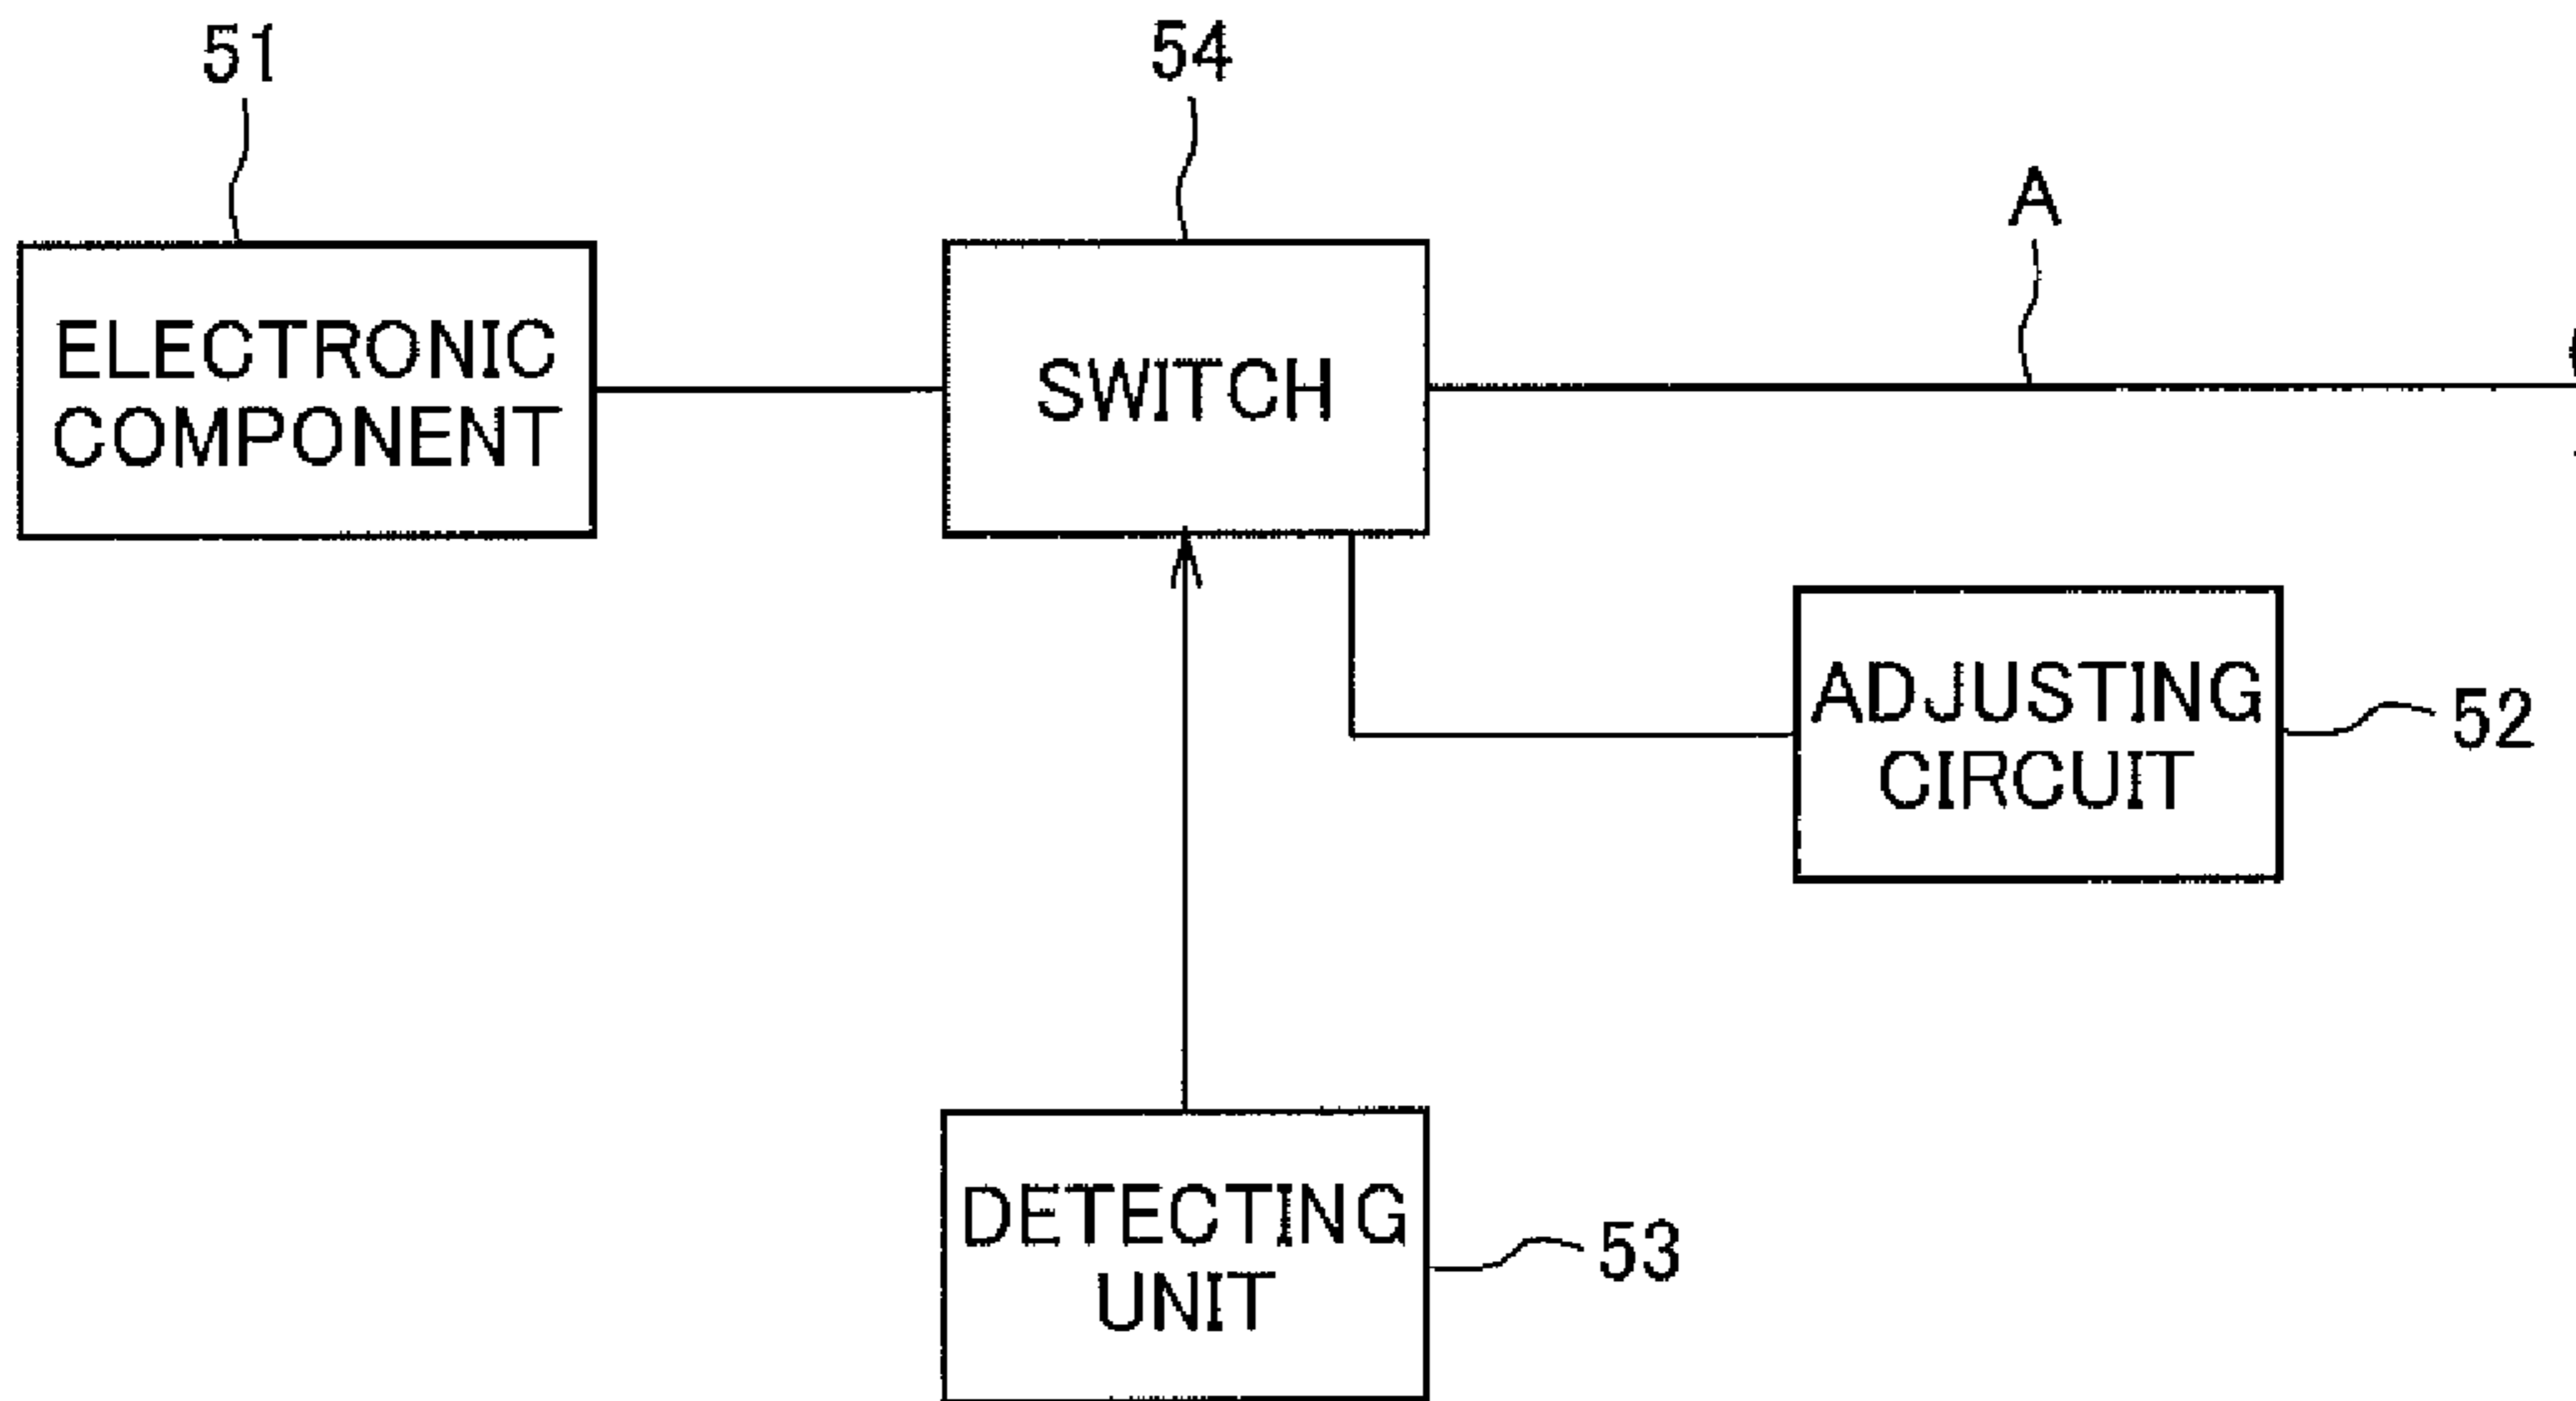 51
54
A
ELECTRONIC
COMPONENT
SWITCH
ADJUSTING
CIRCUIT
52
DETECTING
UNIT
53